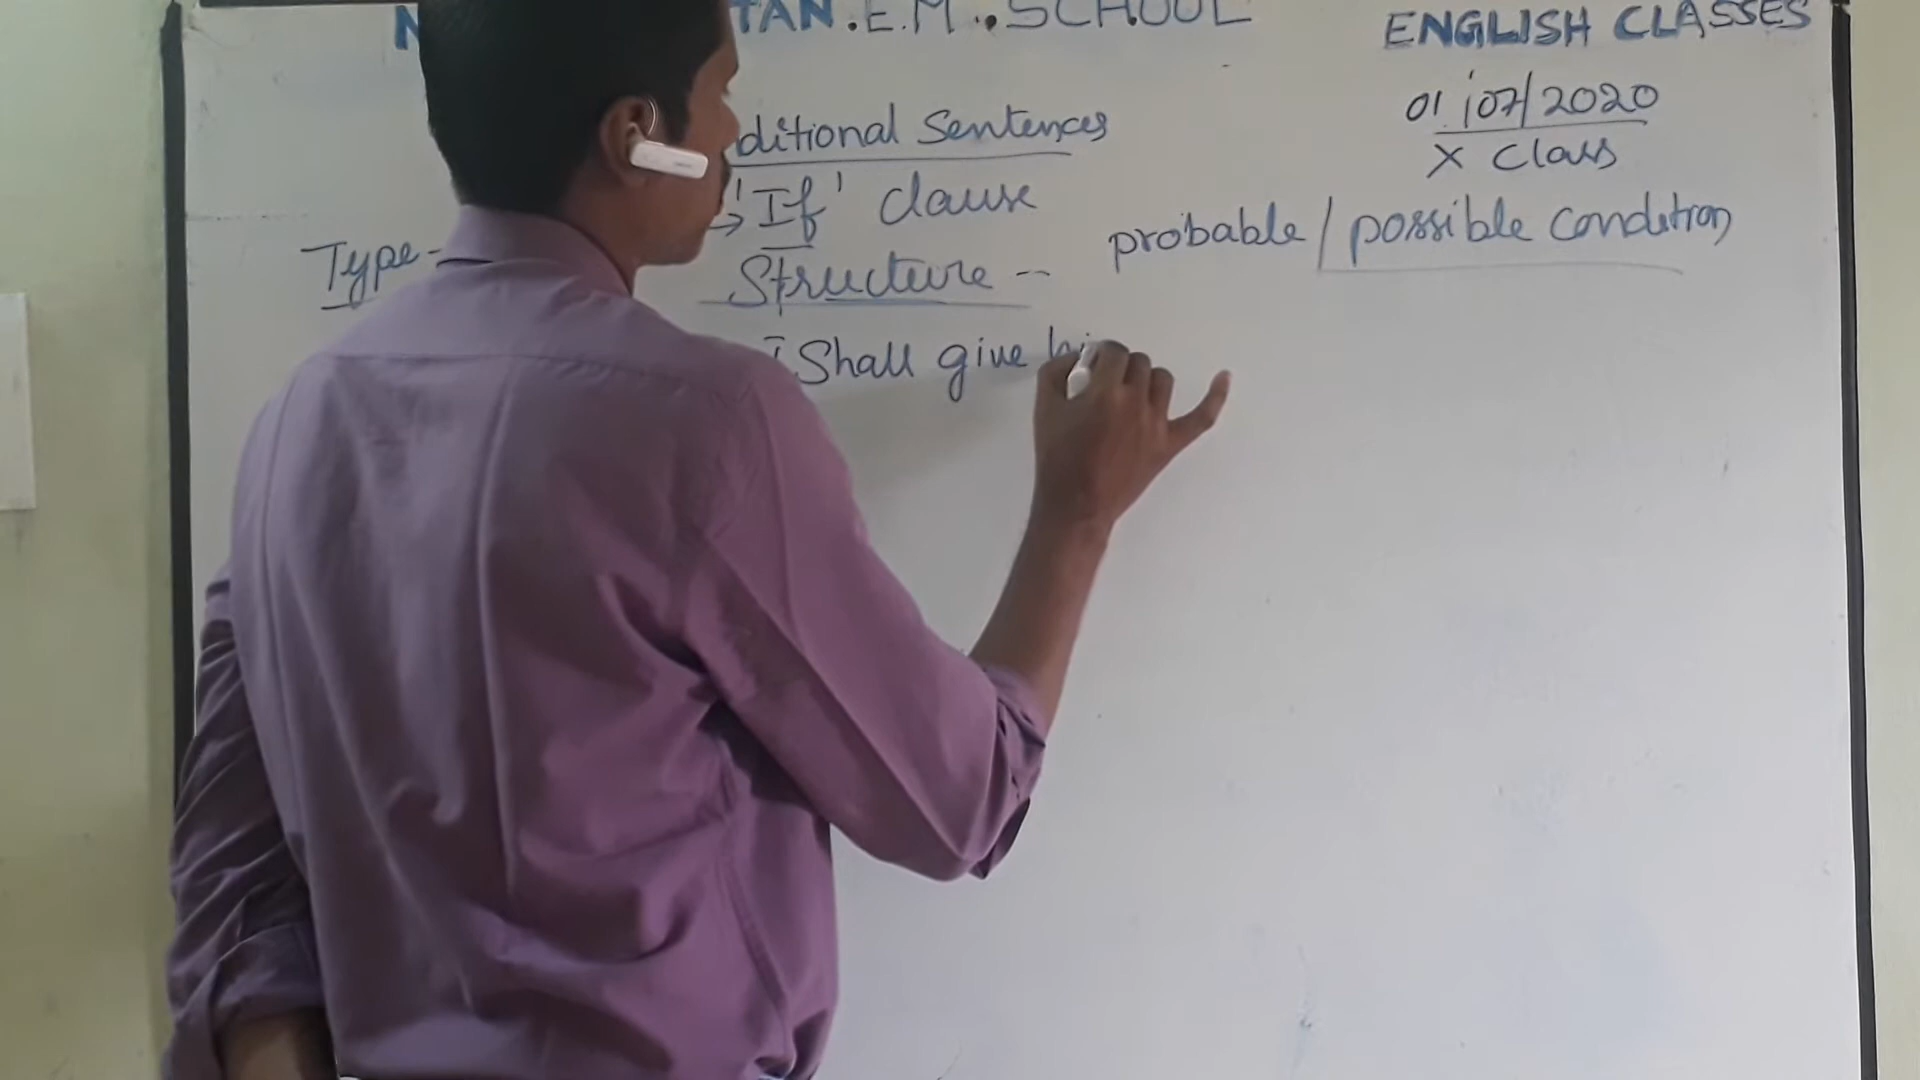 TAN.E.M..SCHOOL
ENGLISH CLASSES
01/07/2020
X Class
ditional Sentences
→ 'If' clause
Type-
probable / possible condition
Structure --
I Shall give hi